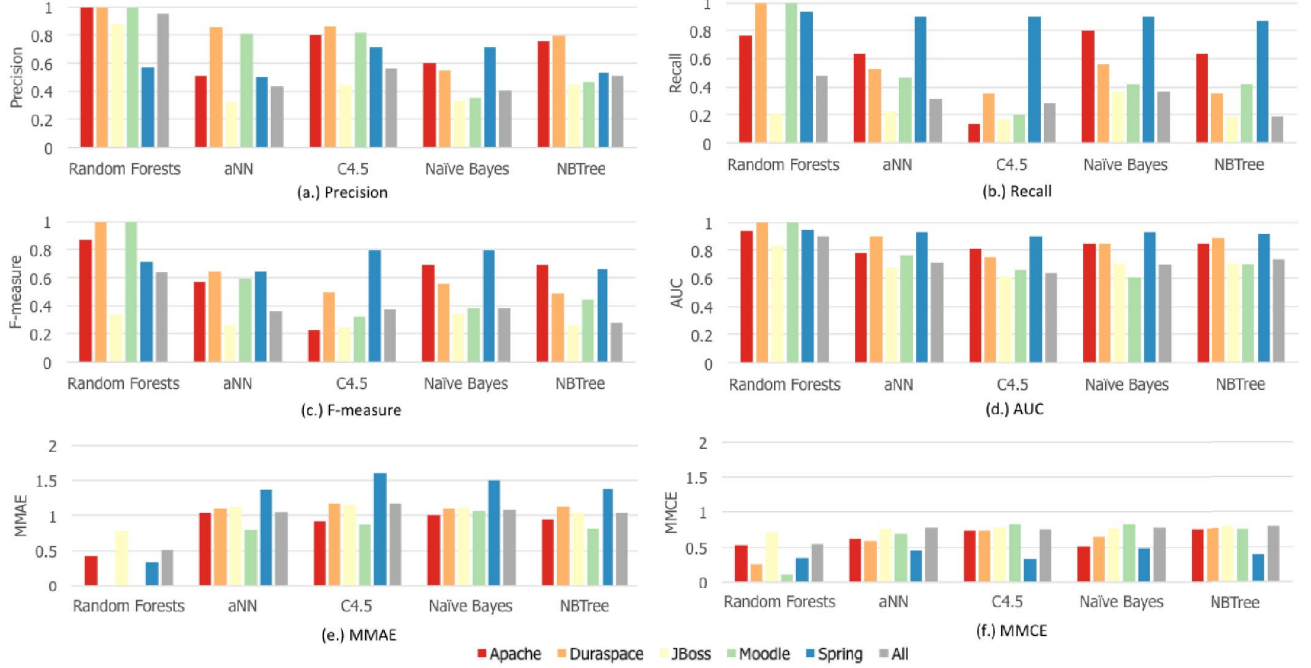 1
0.8
0.6
0.4
0.2
0
Precision
Random Forests aNN C4.5 Naïve Bayes NBTree
(a.) Precision
1
0.8
0.6
0.4
0.2
0
Recall
Random Forests aNN C4.5 Naïve Bayes NBTree
(b.) Recall
1
0.8
0.6
0.4
0.2
0
F-measure
Random Forests aNN C4.5 Naïve Bayes NBTree
(c.) F-measure
1
0.8
0.6
0.4
0.2
0
AUC
Random Forests aNN C4.5 Naïve Bayes NBTree
(d.) AUC
2
1.5
1
0.5
0
MMAE
Random Forests aNN C4.5 Naïve Bayes NBTree
(e.) MMAE
2
1.5
1
0.5
0
MMCE
Random Forests aNN C4.5 Naïve Bayes NBTree
(f.) MMCE
Apache Duraspace JBoss Moodle Spring All